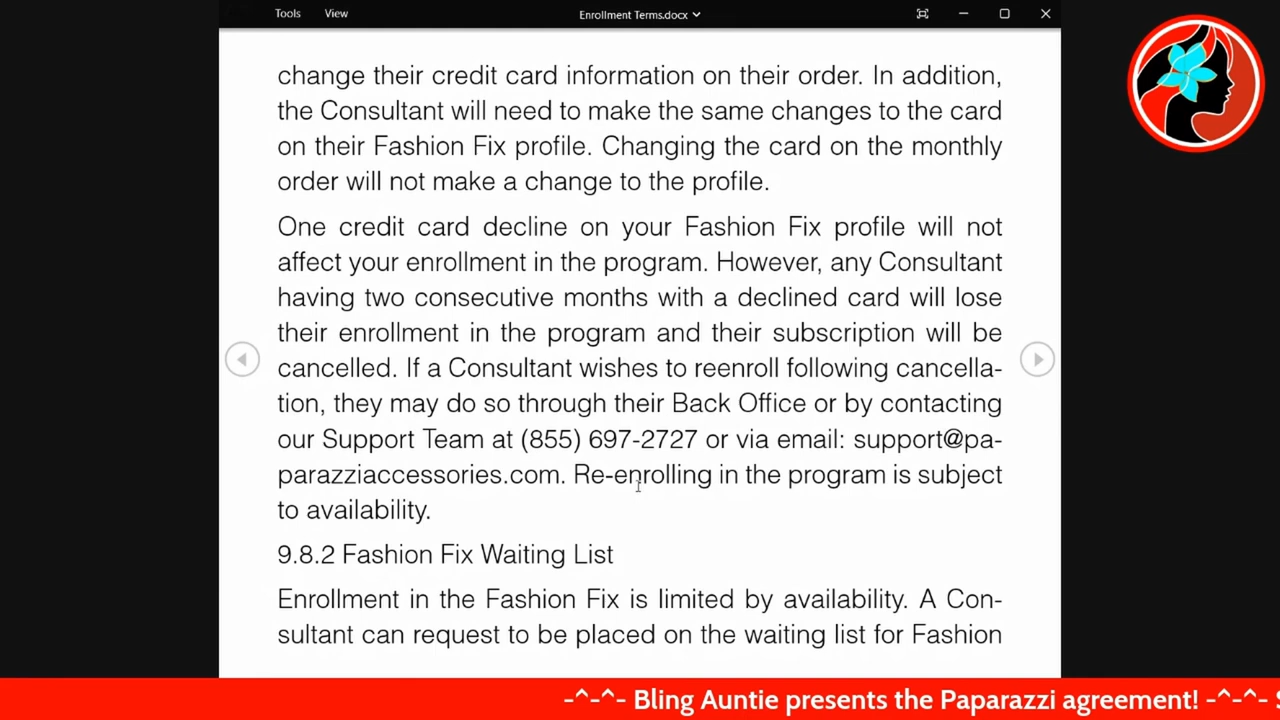 Tools View Enrollment Terms.docx
change their credit card information on their order. In addition,
the Consultant will need to make the same changes to the card
on their Fashion Fix profile. Changing the card on the monthly
order will not make a change to the profile.
One credit card decline on your Fashion Fix profile will not
affect your enrollment in the program. However, any Consultant
having two consecutive months with a declined card will lose
their enrollment in the program and their subscription will be
cancelled. If a Consultant wishes to reenroll following cancella-
tion, they may do so through their Back Office or by contacting
our Support Team at (855) 697-2727 or via email: support@pa-
parazziaccessories.com. Re-enrolling in the program is subject
to availability.
9.8.2 Fashion Fix Waiting List
Enrollment in the Fashion Fix is limited by availability. A Con-
sultant can request to be placed on the waiting list for Fashion
-^-^- Bling Auntie presents the Paparazzi agreement! -^-^-